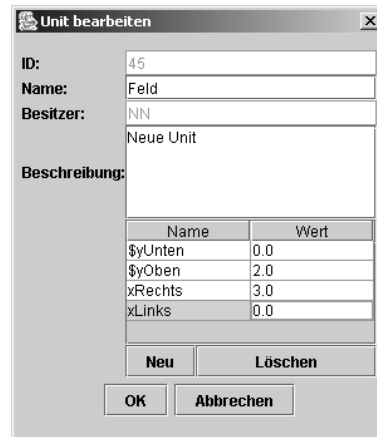 Unit bearbeiten
ID: 45
Name: Feld
Besitzer: NN
Beschreibung: Neue Unit
Name Wert
$yUnten 0.0
$yOben 2.0
xRechts 3.0
xLinks 0.0
Neu Löschen
OK Abbrechen